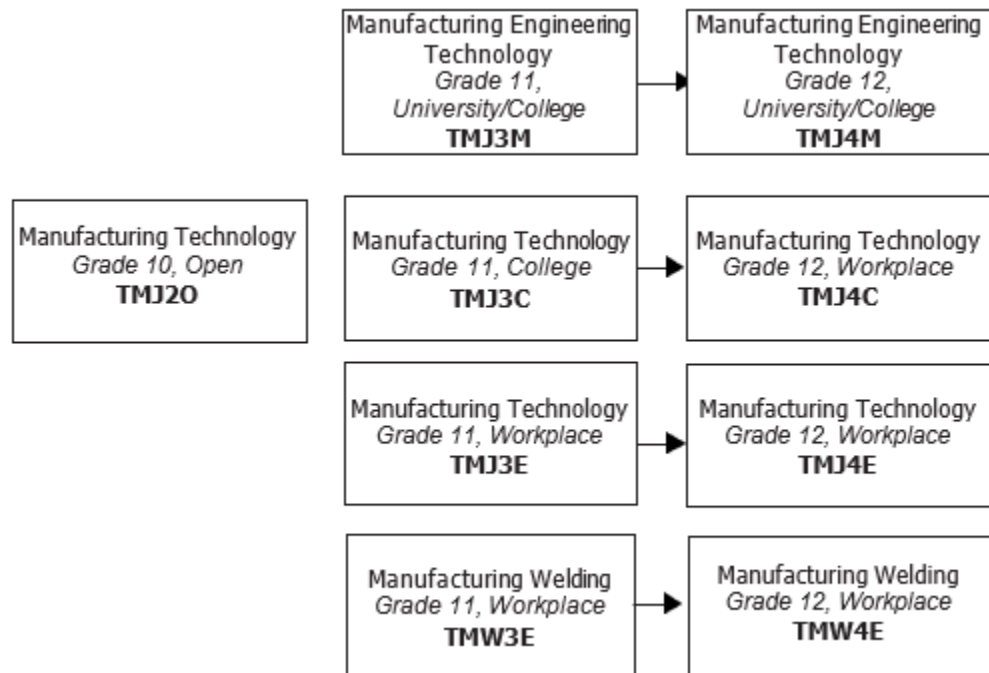 Manufacturing Engineering
Technology
Grade 11,
University/College
TMJ3M
Manufacturing Engineering
Technology
Grade 12,
University/College
TMJ4M
Manufacturing Technology
Grade 10, Open
TMJ2O
Manufacturing Technology
Grade 11, College
TMJ3C
Manufacturing Technology
Grade 12, Workplace
TMJ4C
Manufacturing Technology
Grade 11, Workplace
TMJ3E
Manufacturing Technology
Grade 12, Workplace
TMJ4E
Manufacturing Welding
Grade 11, Workplace
TMW3E
Manufacturing Welding
Grade 12, Workplace
TMW4E